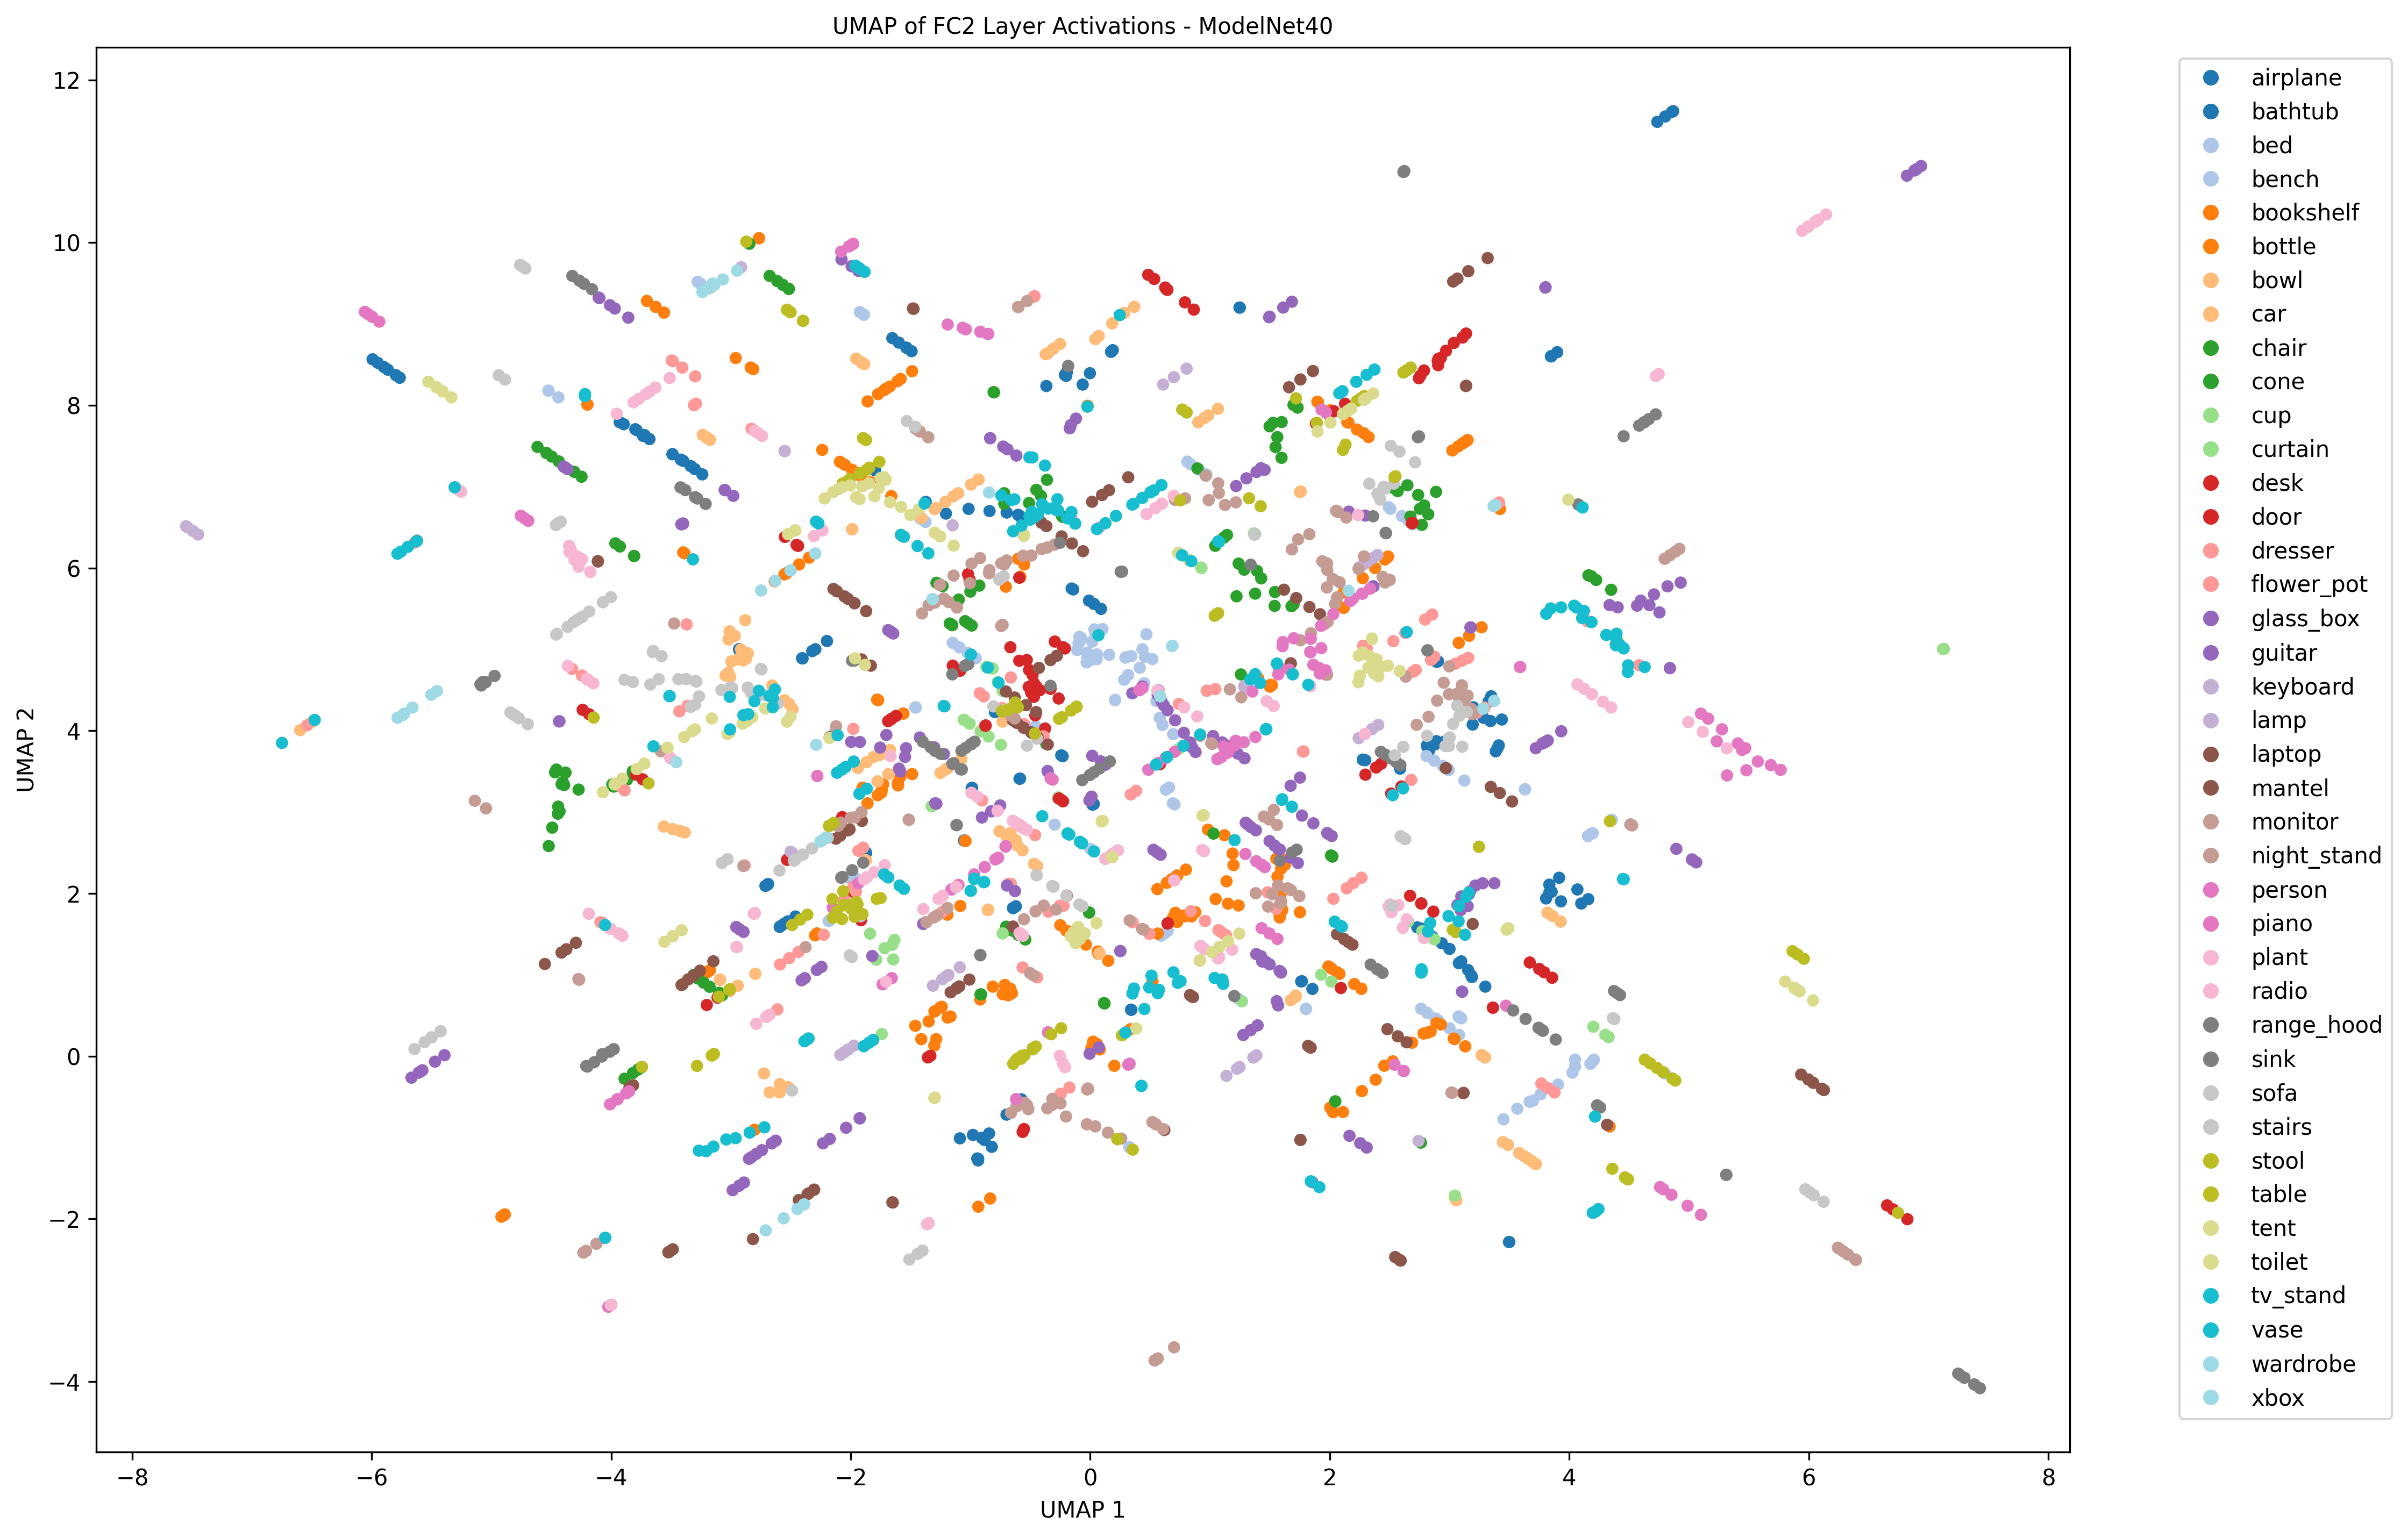 UMAP of FC2 Layer Activations - ModelNet40
12
10
8
6
4
2
0
−2
−4
UMAP 2
−8
−6
−4
−2
0
2
4
6
8
UMAP 1
airplane
bathtub
bed
bench
bookshelf
bottle
bowl
car
chair
cone
cup
curtain
desk
door
dresser
flower_pot
glass_box
guitar
keyboard
lamp
laptop
mantel
monitor
night_stand
person
piano
plant
radio
range_hood
sink
sofa
stairs
stool
table
tent
toilet
tv_stand
vase
wardrobe
xbox